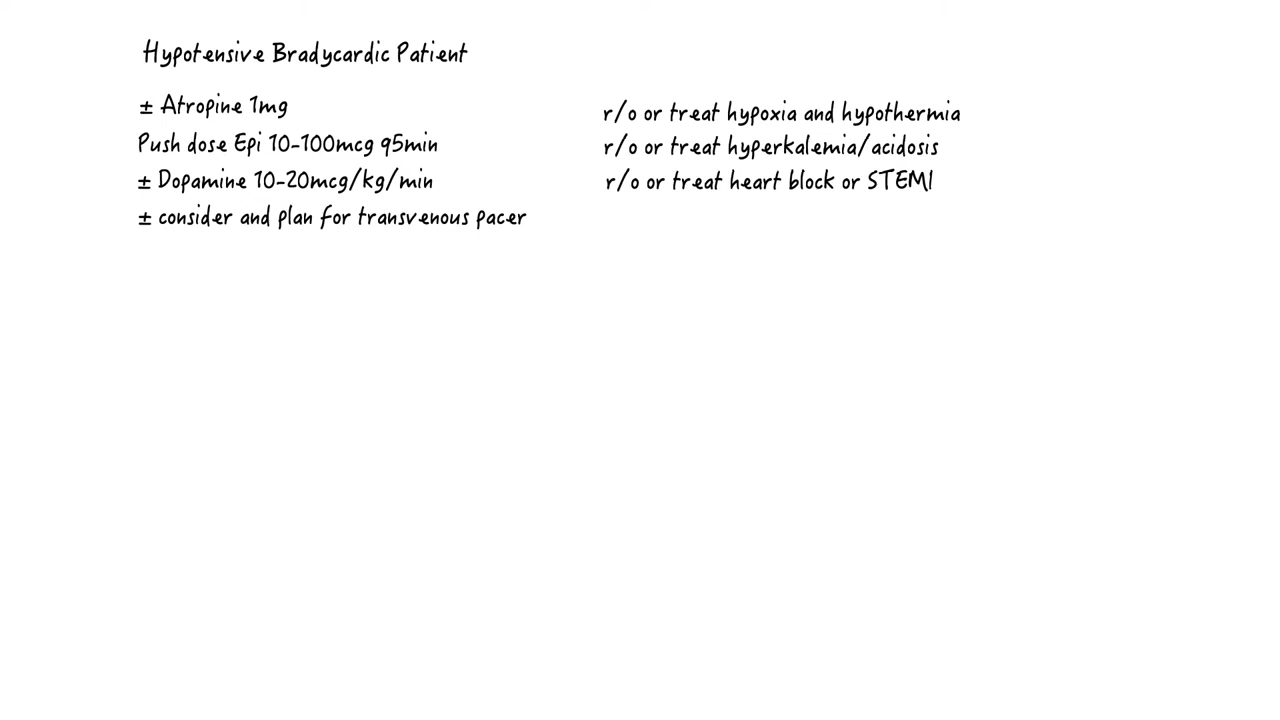 Hypotensive Bradycardic Patient
± Atropine 1mg
Push dose Epi 10-100mcg q5min
± Dopamine 10-20mcg/kg/min
± consider and plan for transvenous pacer
r/o or treat hypoxia and hypothermia
r/o or treat hyperkalemia/acidosis
r/o or treat heart block or STEMI